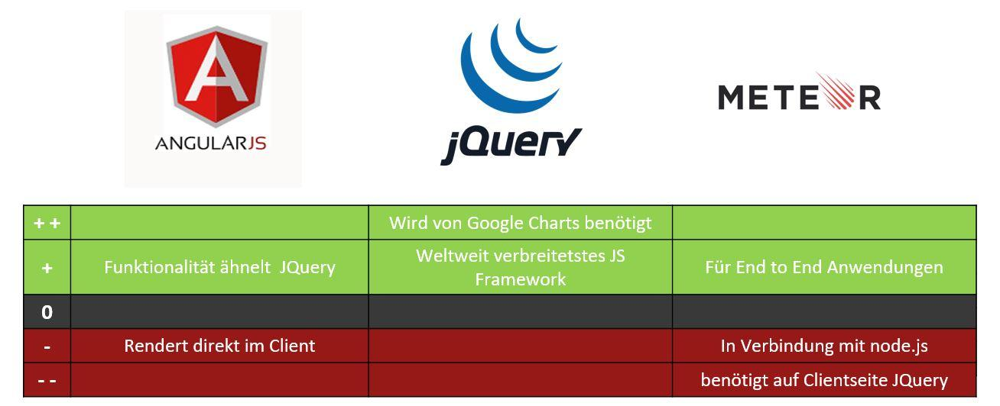 ANGULARJS
jQuery
METEOR
+ +
Wird von Google Charts benötigt
+
Funktionalität ähnelt JQuery
Weltweit verbreitetstes JS
Framework
Für End to End Anwendungen
0
-
Rendert direkt im Client
In Verbindung mit node.js
- -
benötigt auf Clientseite JQuery